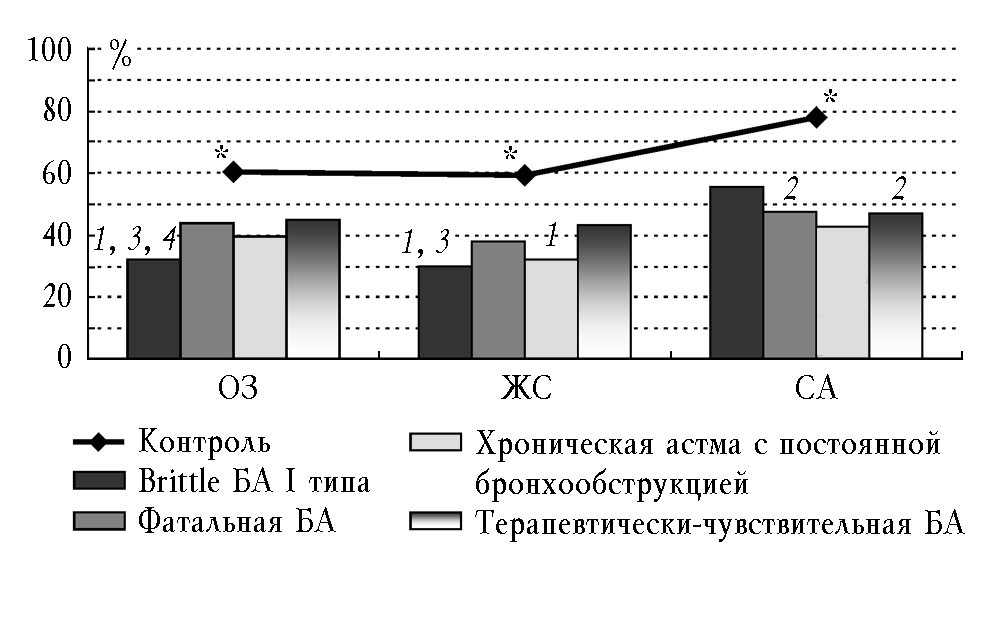 100 %
80
60
40
20
0
* * *
1, 3, 4
1, 3
1
2
2
ОЗ ЖС СА
Контроль
Brittle БА I типа
Фатальная БА
Хроническая астма с постоянной
бронхообструкцией
Терапевтически-чувствительная БА